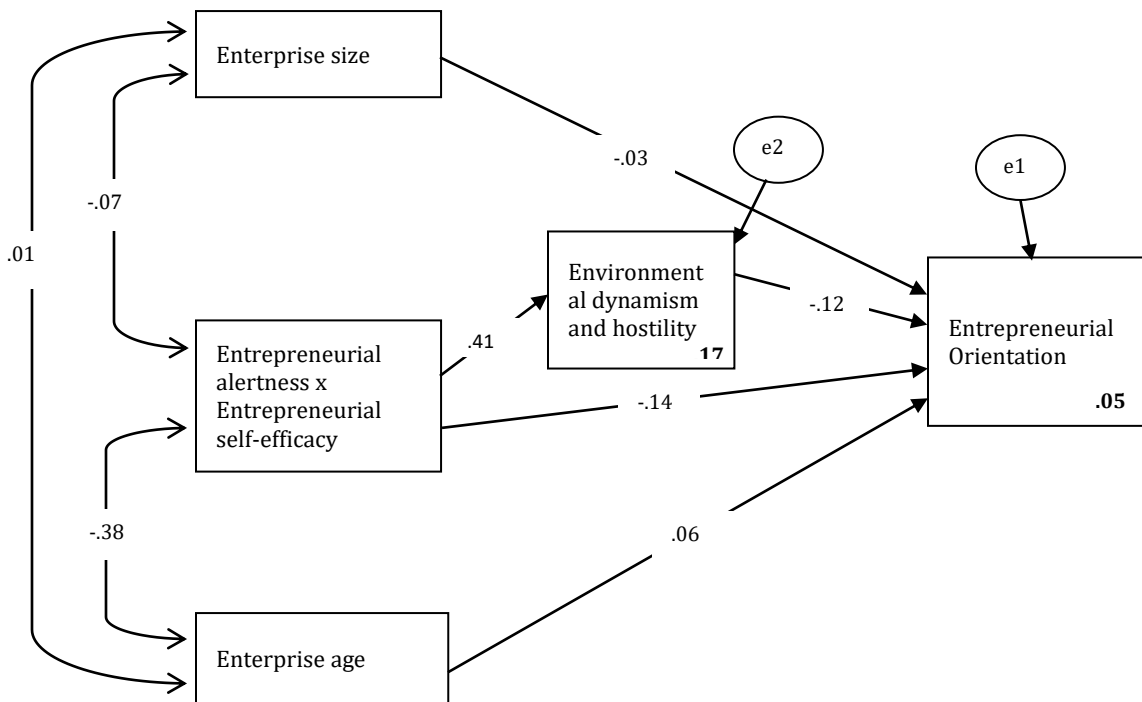 Enterprise size
e2
e1
-.03
-.07
.01
Environment
al dynamism
and hostility
17
-.12
Entrepreneurial
Orientation
.05
.41
Entrepreneurial
alertness x
Entrepreneurial
self-efficacy
-.14
-.38
.06
Enterprise age